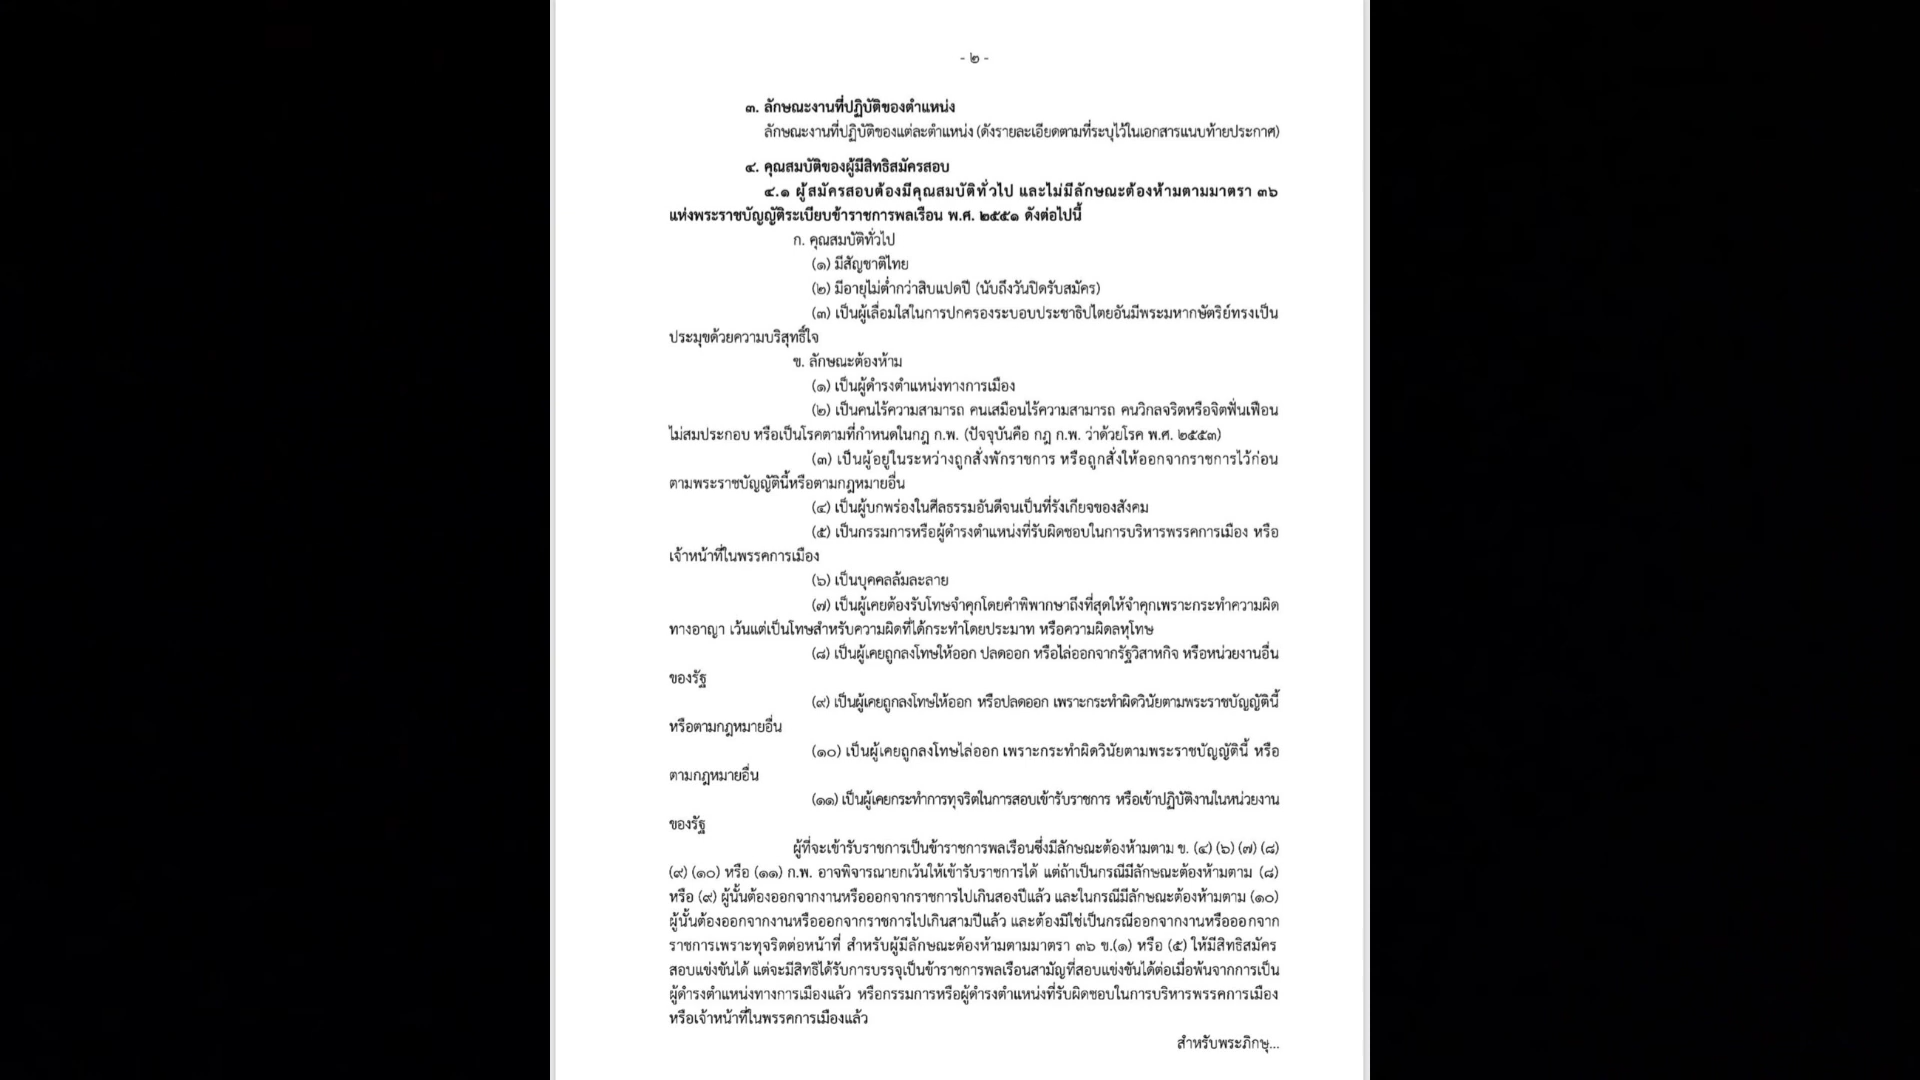 - ๒ -
๓. ลักษณะงานที่ปฏิบัติของตำแหน่ง
ลักษณะงานที่ปฏิบัติของแต่ละตำแหน่ง (ดังรายละเอียดตามที่ระบุไว้ในเอกสารแนบท้ายประกาศ)
๔. คุณสมบัติของผู้มีสิทธิสมัครสอบ
๔.๑ ผู้สมัครสอบต้องมีคุณสมบัติทั่วไป และไม่มีลักษณะต้องห้ามตามมาตรา ๓๖
แห่งพระราชบัญญัติระเบียบข้าราชการพลเรือน พ.ศ. ๒๕๕๑ ดังต่อไปนี้
ก. คุณสมบัติทั่วไป
(๑) มีสัญชาติไทย
(๒) มีอายุไม่ต่ำกว่าสิบแปดปี (นับถึงวันปิดรับสมัคร)
(๓) เป็นผู้เลื่อมใสในการปกครองระบอบประชาธิปไตยอันมีพระมหากษัตริย์ทรงเป็น
ประมุขด้วยความบริสุทธิ์ใจ
ข. ลักษณะต้องห้าม
(๑) เป็นผู้ดำรงตำแหน่งทางการเมือง
(๒) เป็นคนไร้ความสามารถ คนเสมือนไร้ความสามารถ คนวิกลจริตหรือจิตฟั่นเฟือน
ไม่สมประกอบ หรือเป็นโรคตามที่กำหนดในกฎ ก.พ. (ปัจจุบันคือ กฎ ก.พ. ว่าด้วยโรค พ.ศ. ๒๕๕๓)
(๓) เป็นผู้อยู่ในระหว่างถูกสั่งพักราชการ หรือถูกสั่งให้ออกจากราชการไว้ก่อน
ตามพระราชบัญญัตินี้หรือตามกฎหมายอื่น
(๔) เป็นผู้บกพร่องในศีลธรรมอันดีจนเป็นที่รังเกียจของสังคม
(๕) เป็นกรรมการหรือผู้ดำรงตำแหน่งที่รับผิดชอบในการบริหารพรรคการเมือง หรือ
เจ้าหน้าที่ในพรรคการเมือง
(๖) เป็นบุคคลล้มละลาย
(๗) เป็นผู้เคยต้องรับโทษจำคุกโดยคำพิพากษาถึงที่สุดให้จำคุกเพราะกระทำความผิด
ทางอาญา เว้นแต่เป็นโทษสำหรับความผิดที่ได้กระทำโดยประมาท หรือความผิดลหุโทษ
(๘) เป็นผู้เคยถูกลงโทษให้ออก ปลดออก หรือไล่ออกจากรัฐวิสาหกิจ หรือหน่วยงานอื่น
ของรัฐ
(๙) เป็นผู้เคยถูกลงโทษให้ออก หรือปลดออก เพราะกระทำผิดวินัยตามพระราชบัญญัตินี้
หรือตามกฎหมายอื่น
(๑๐) เป็นผู้เคยถูกลงโทษไล่ออก เพราะกระทำผิดวินัยตามพระราชบัญญัตินี้ หรือ
ตามกฎหมายอื่น
(๑๑) เป็นผู้เคยกระทำการทุจริตในการสอบเข้ารับราชการ หรือเข้าปฏิบัติงานในหน่วยงาน
ของรัฐ
ผู้ที่จะเข้ารับราชการเป็นข้าราชการพลเรือนซึ่งมีลักษณะต้องห้ามตาม ข. (๔) (๖) (๗) (๘)
(๙) (๑๐) หรือ (๑๑) ก.พ. อาจพิจารณายกเว้นให้เข้ารับราชการได้ แต่ถ้าเป็นกรณีมีลักษณะต้องห้ามตาม (๘)
หรือ (๙) ผู้นั้นต้องออกจากงานหรือออกจากราชการไปเกินสองปีแล้ว และในกรณีมีลักษณะต้องห้ามตาม (๑๐)
ผู้นั้นต้องออกจากงานหรือออกจากราชการไปเกินสามปีแล้ว และต้องมิใช่เป็นกรณีออกจากงานหรือออกจาก
ราชการเพราะทุจริตต่อหน้าที่ สำหรับผู้มีลักษณะต้องห้ามตามมาตรา ๓๖ ข.(๑) หรือ (๕) ให้มีสิทธิสมัคร
สอบแข่งขันได้ แต่จะมีสิทธิได้รับการบรรจุเป็นข้าราชการพลเรือนสามัญที่สอบแข่งขันได้ต่อเมื่อพ้นจากการเป็น
ผู้ดำรงตำแหน่งทางการเมืองแล้ว หรือกรรมการหรือผู้ดำรงตำแหน่งที่รับผิดชอบในการบริหารพรรคการเมือง
หรือเจ้าหน้าที่ในพรรคการเมืองแล้ว
สำหรับพระภิกษุ...